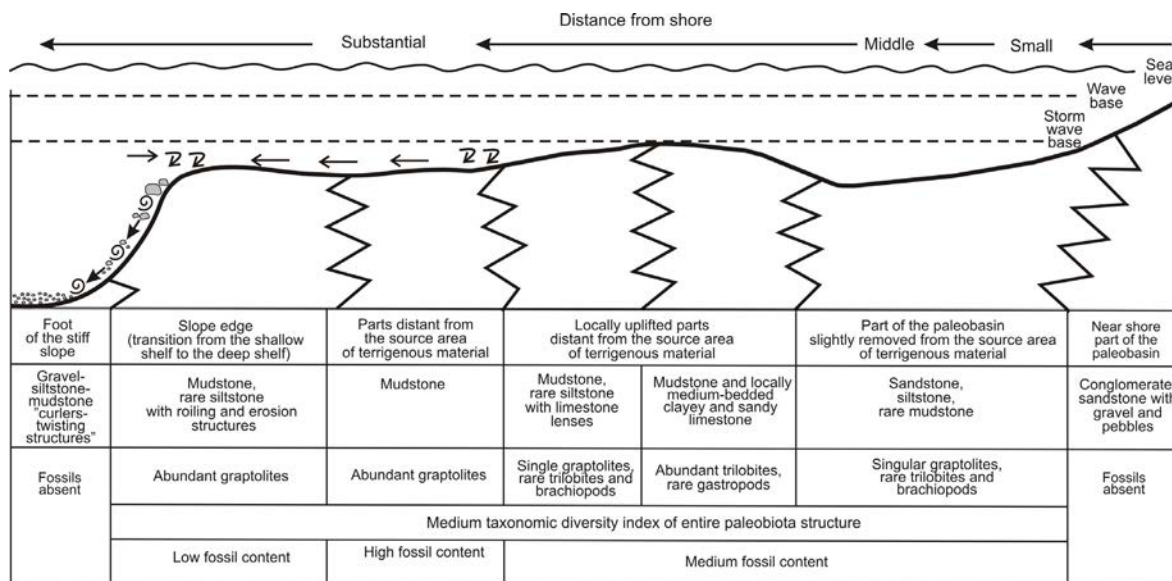 Distance from shore
Substantial
Middle
Small
Sea
level
Wave
base
Storm
wave
base
Foot
of the stiff
slope
Slope edge
(transition from the shallow
shelf to the deep shelf)
Parts distant from
the source area
of terrigenous material
Locally uplifted parts
distant from the source area
of terrigenous material
Part of the paleobasin
slightly removed from the source area
of terrigenous material
Near shore
part of the
paleobasin
Gravel-
siltstone-
mudstone
"curlers-
twisting
structures"
Mudstone,
rare siltstone
with roiling and erosion
structures
Mudstone
Mudstone,
rare siltstone
with limestone
lenses
Mudstone and locally
medium-bedded
clayey and sandy
limestone
Sandstone,
siltstone,
rare mudstone
Conglomerate,
sandstone with
gravel and
pebbles
Fossils
absent
Abundant graptolites
Abundant graptolites
Single graptolites,
rare trilobites and
brachiopods
Abundant trilobites,
rare gastropods
Singular graptolites,
rare trilobites and
brachiopods
Fossils
absent
Medium taxonomic diversity index of entire paleobiota structure
Low fossil content
High fossil content
Medium fossil content